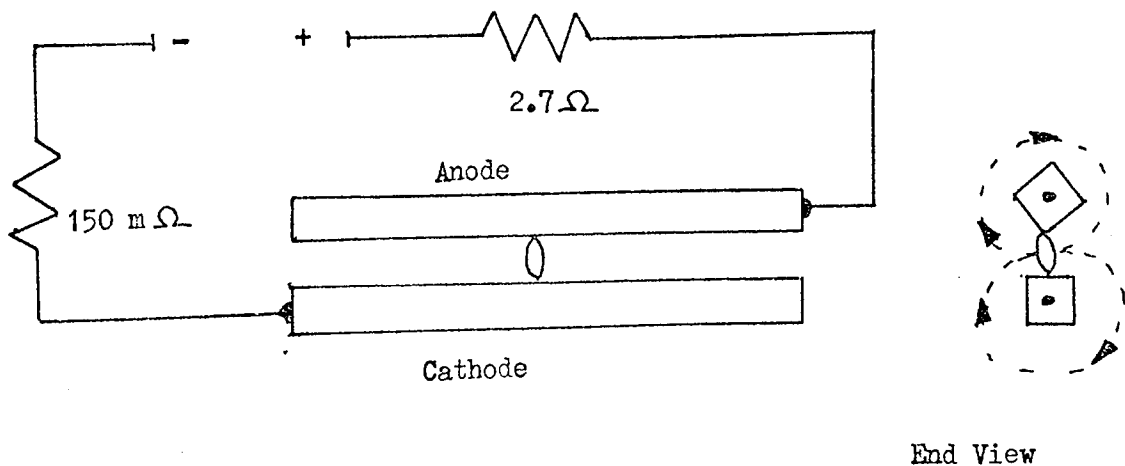 - +
2.7Ω
Anode
150 mΩ
Cathode
End View